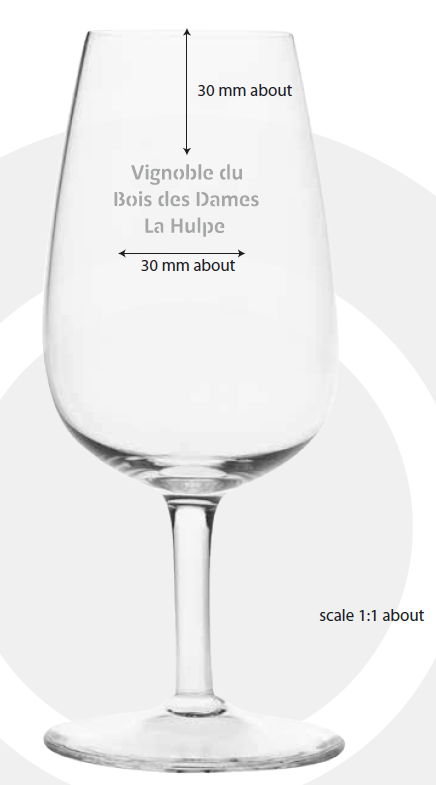 30 mm about
Vignoble du
Bois des Dames
La Hulpe
30 mm about
scale 1:1 about